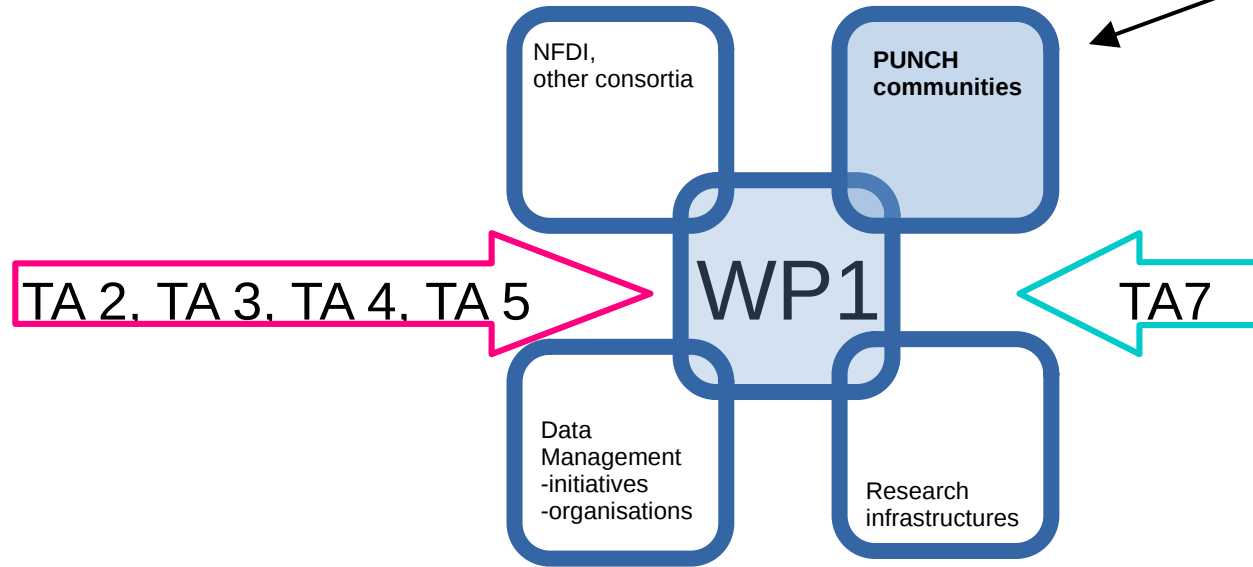 NFDI,
other consortia
PUNCH
communities
TA 2, TA 3, TA 4, TA 5
WP1
TA7
Data
Management
-initiatives
-organisations
Research
infrastructures